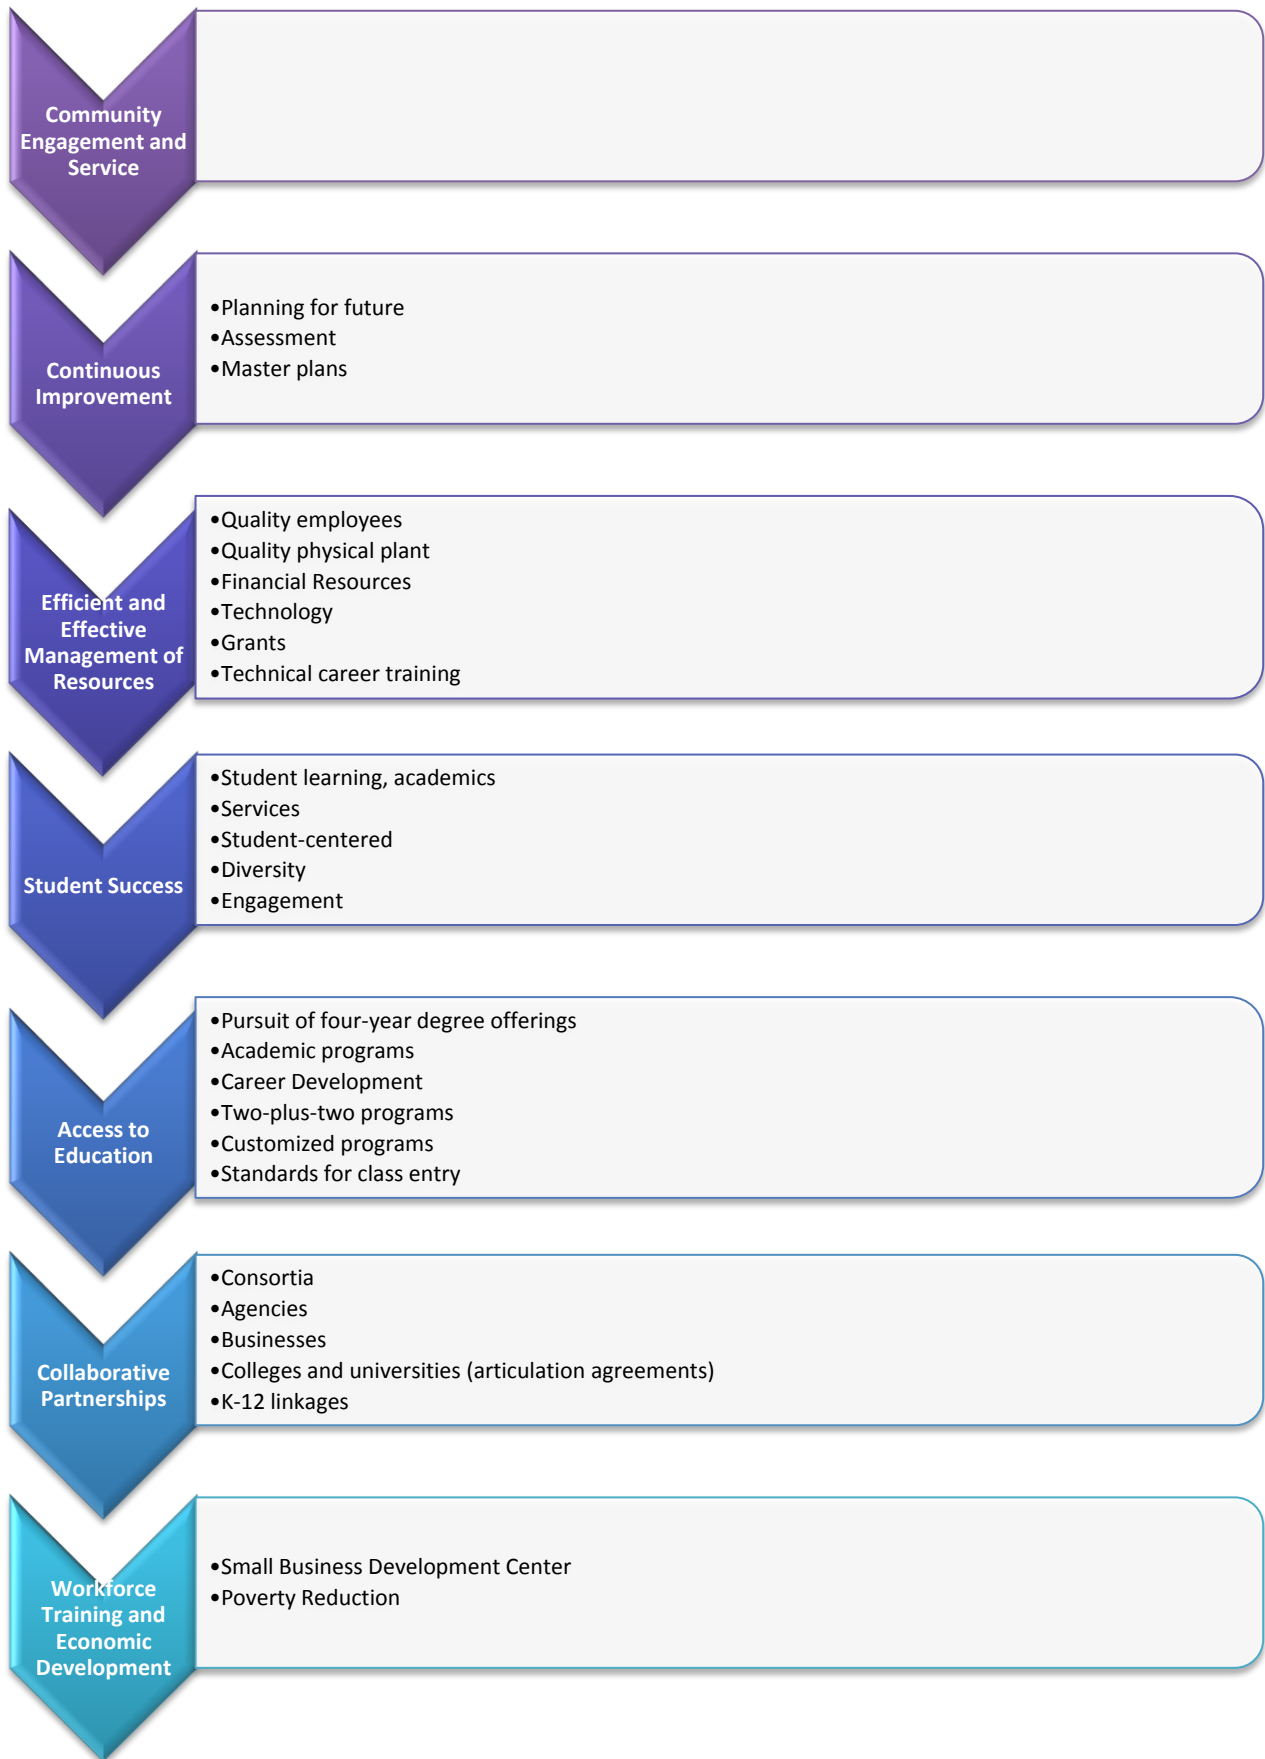 Community
Engagement and
Service
Continuous
Improvement
•Planning for future
•Assessment
•Master plans
Efficient and
Effective
Management of
Resources
•Quality employees
•Quality physical plant
•Financial Resources
•Technology
•Grants
•Technical career training
Student Success
•Student learning, academics
•Services
•Student-centered
•Diversity
•Engagement
Access to
Education
•Pursuit of four-year degree offerings
•Academic programs
•Career Development
•Two-plus-two programs
•Customized programs
•Standards for class entry
Collaborative
Partnerships
•Consortia
•Agencies
•Businesses
•Colleges and universities (articulation agreements)
•K-12 linkages
Workforce
Training and
Economic
Development
•Small Business Development Center
•Poverty Reduction